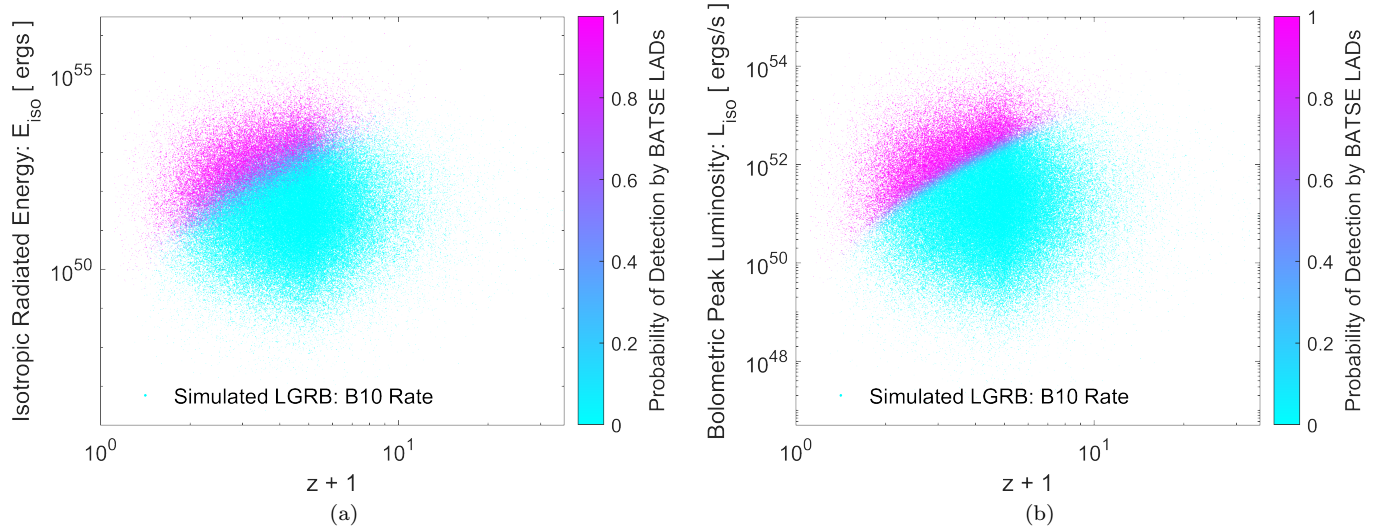 Isotropic Radiated Energy: E_iso [ ergs ]
10^55
10^50
10^0
10^1
z + 1
Simulated LGRB: B10 Rate
1
0.8
0.6
0.4
0.2
0
Probability of Detection by BATSE LADs
(a)
Bolometric Peak Luminosity: L_iso [ ergs/s ]
10^54
10^52
10^50
10^48
10^0
10^1
z + 1
Simulated LGRB: B10 Rate
1
0.8
0.6
0.4
0.2
0
Probability of Detection by BATSE LADs
(b)